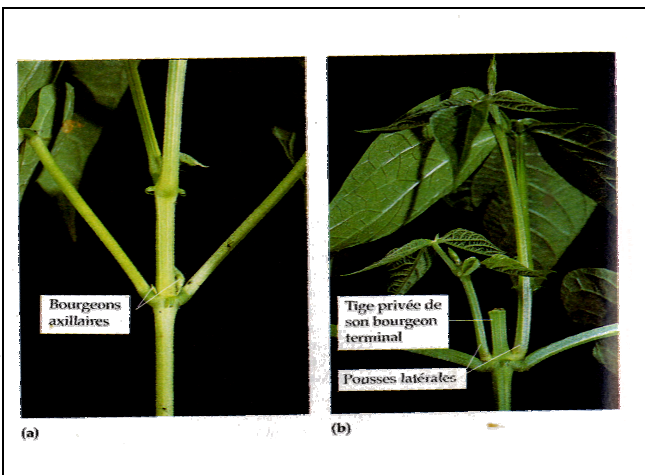 Bourgeons
axillaires
Tige privée de
son bourgeon
terminal
Pousses latérales
(a)
(b)